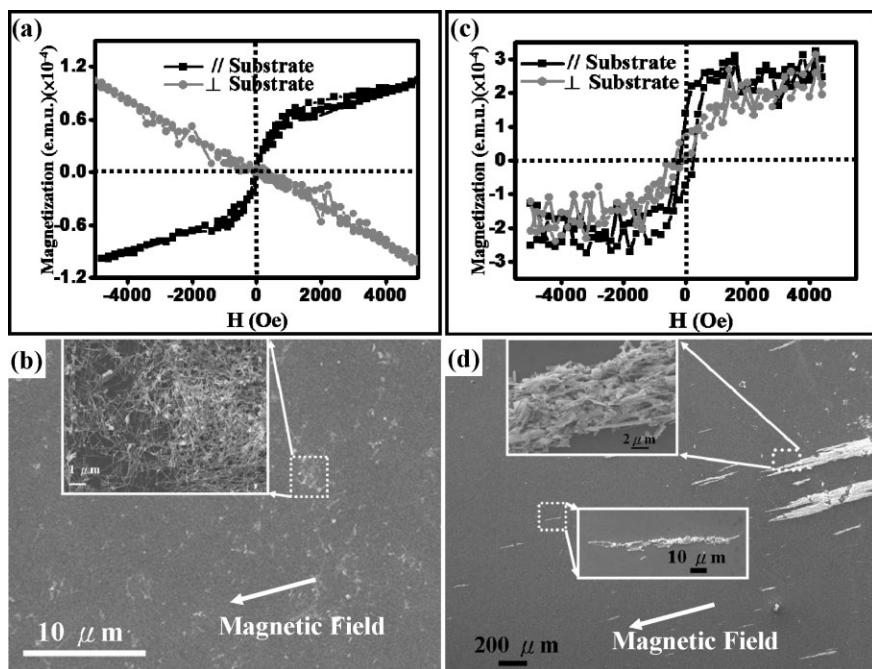 (a)
Magnetization (e.m.u.)(×10⁻⁴)
1.2
0.6
0.0
-0.6
-1.2
// Substrate
⊥ Substrate
-4000
-2000
0
2000
4000
H (Oe)
(c)
Magnetization (e.m.u.)(×10⁻⁴)
3
2
1
0
-1
-2
-3
// Substrate
⊥ Substrate
-4000
-2000
0
2000
4000
H (Oe)
(b)
1 μm
10 μm
Magnetic Field
(d)
2 μm
10 μm
200 μm
Magnetic Field